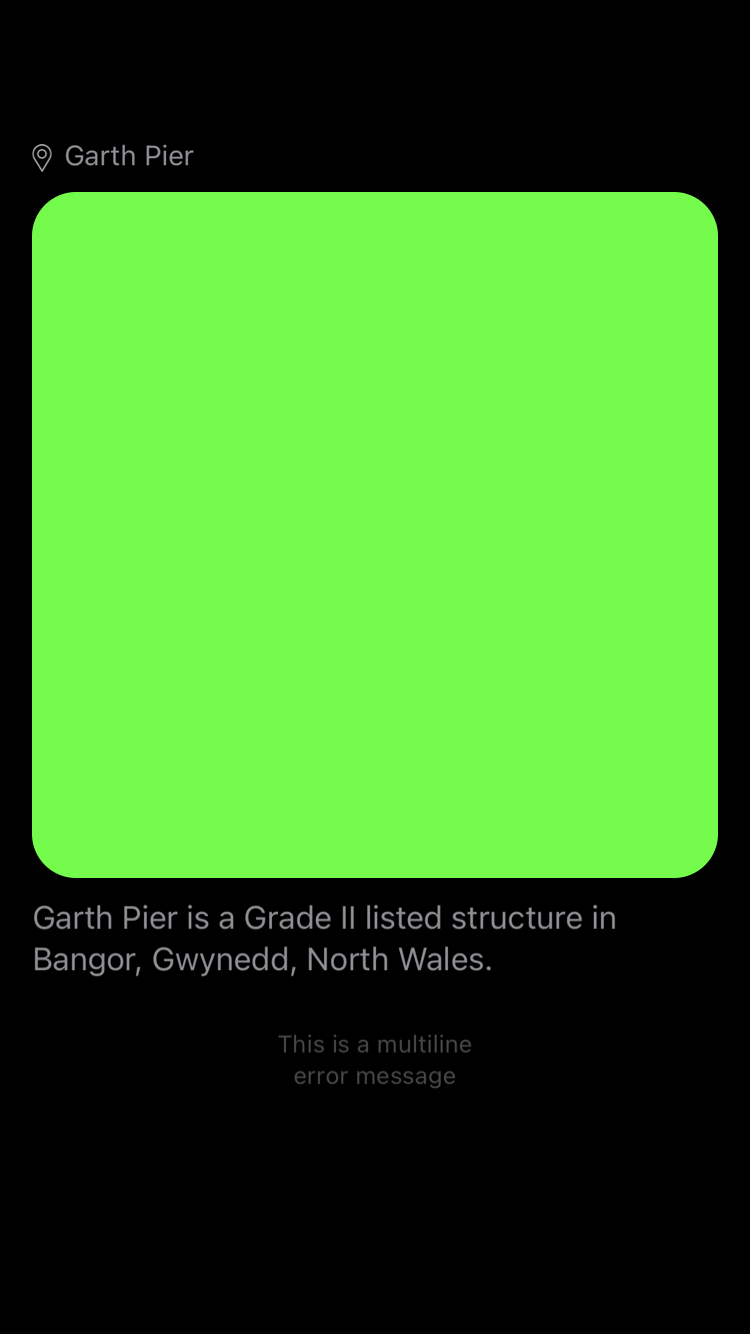 Garth Pier
Garth Pier is a Grade II listed structure in
Bangor, Gwynedd, North Wales.
This is a multiline
error message